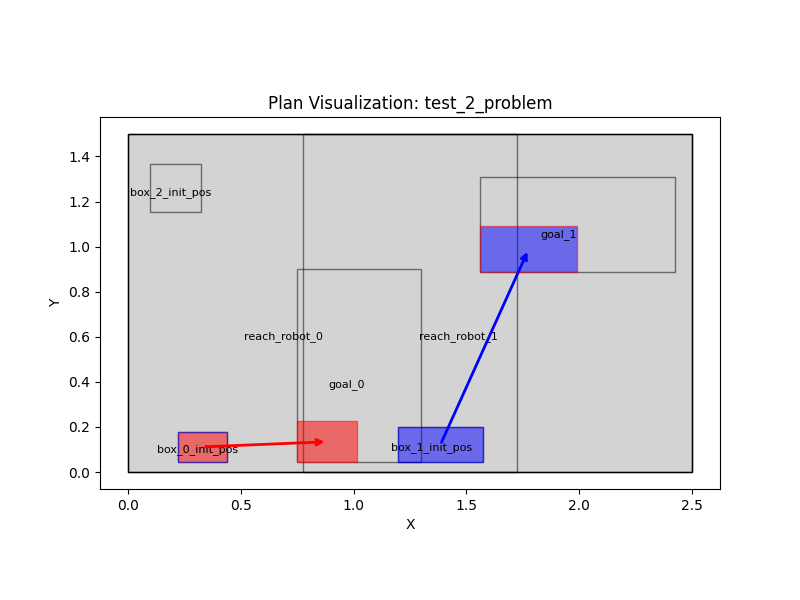 Plan Visualization: test_2_problem
1.4
1.2
1.0
0.8
0.6
0.4
0.2
0.0
Y
box_2_init_pos
goal_1
reach_robot_0
reach_robot_1
goal_0
box_0_init_pos
box_1_init_pos
0.0
0.5
1.0
1.5
2.0
2.5
X